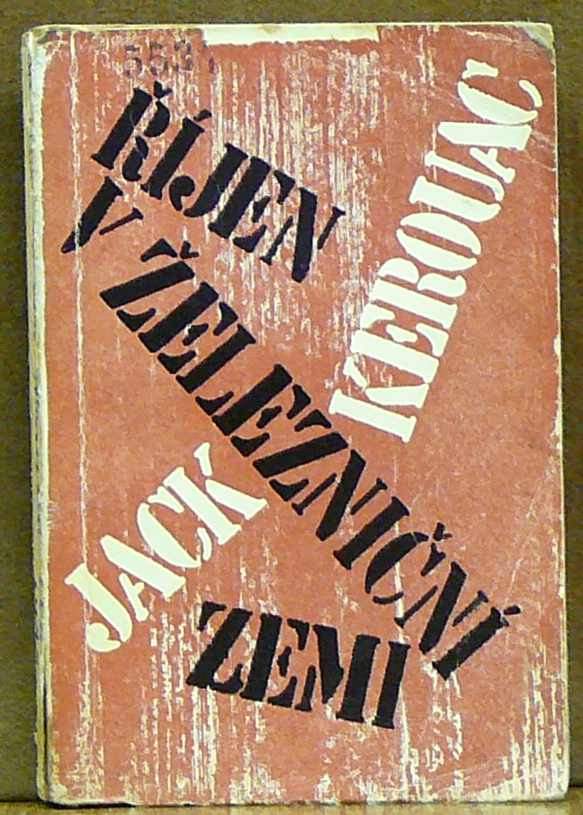 ŘÍJEN
V ŽELEZNIČNÍ
ZEMI
JACK KEROUAC